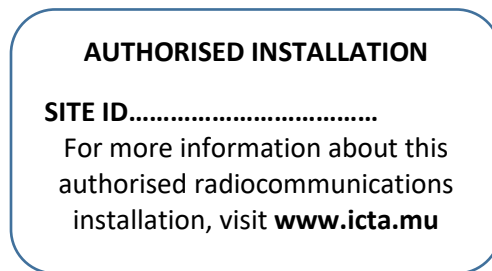 AUTHORISED INSTALLATION
SITE ID………………………………
For more information about this
authorised radiocommunications
installation, visit www.icta.mu